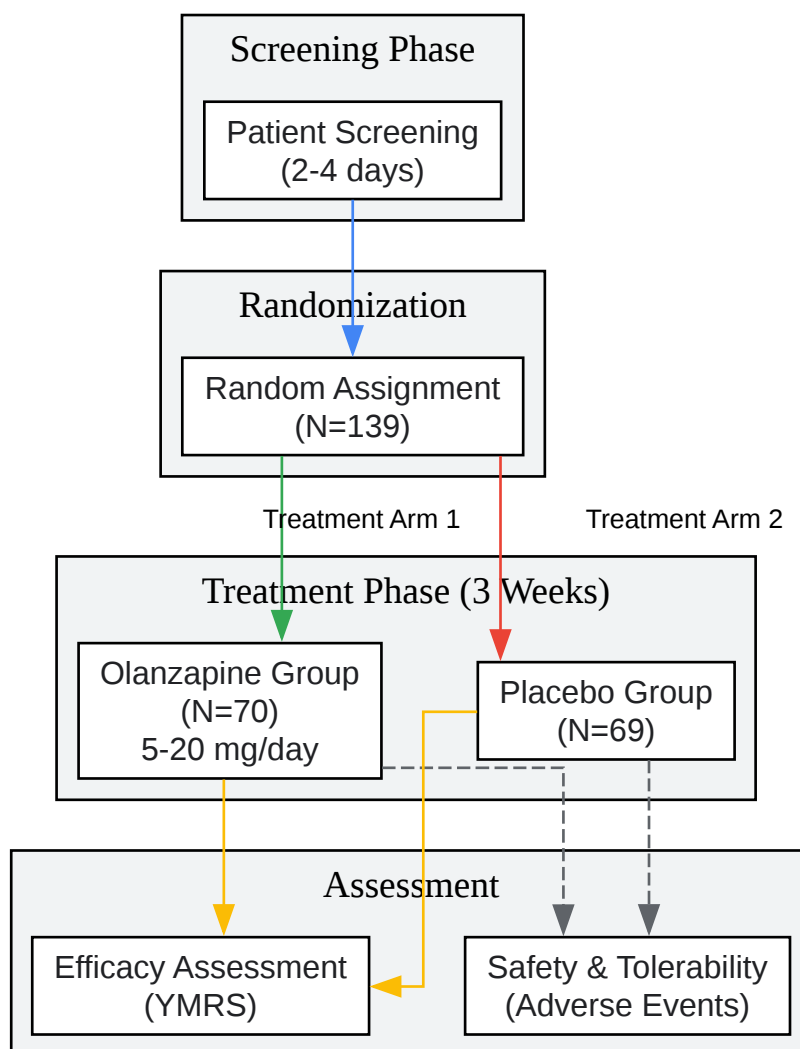 Screening Phase
Patient Screening
(2-4 days)
Randomization
Random Assignment
(N=139)
Treatment Arm 1
Treatment Arm 2
Treatment Phase (3 Weeks)
Olanzapine Group
(N=70)
5-20 mg/day
Placebo Group
(N=69)
Assessment
Efficacy Assessment
(YMRS)
Safety & Tolerability
(Adverse Events)